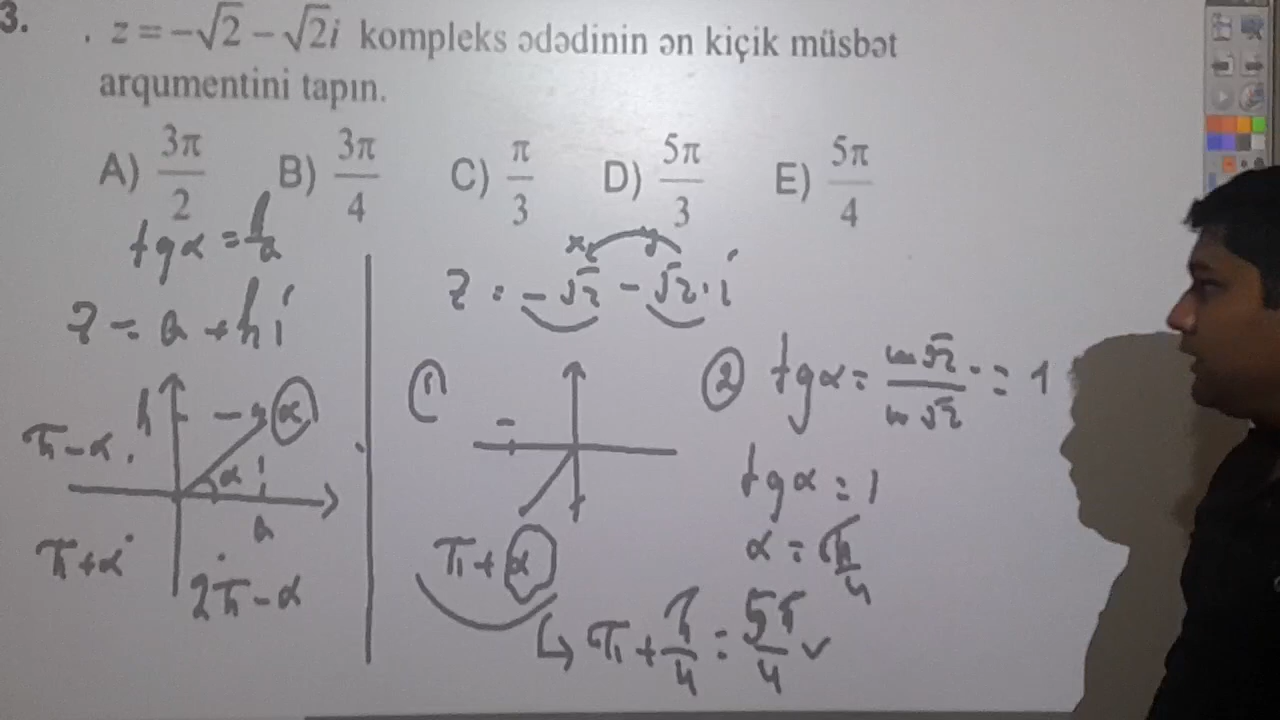 3. . z = −√2 − √2i kompleks ədədinin ən kiçik müsbət
arqumentini tapın.
A) 3π/2 B) 3π/4 C) π/3 D) 5π/3 E) 5π/4
tgα = b/a
z = a + bi
b α
π−α
α
a
π+α 2π−α
x y
z = −√2 − √2·i
1
−
π+α
↳ π + π/4 = 5π/4 ✓
2 tgα = √2/√2 = 1
tgα = 1
α = π/4